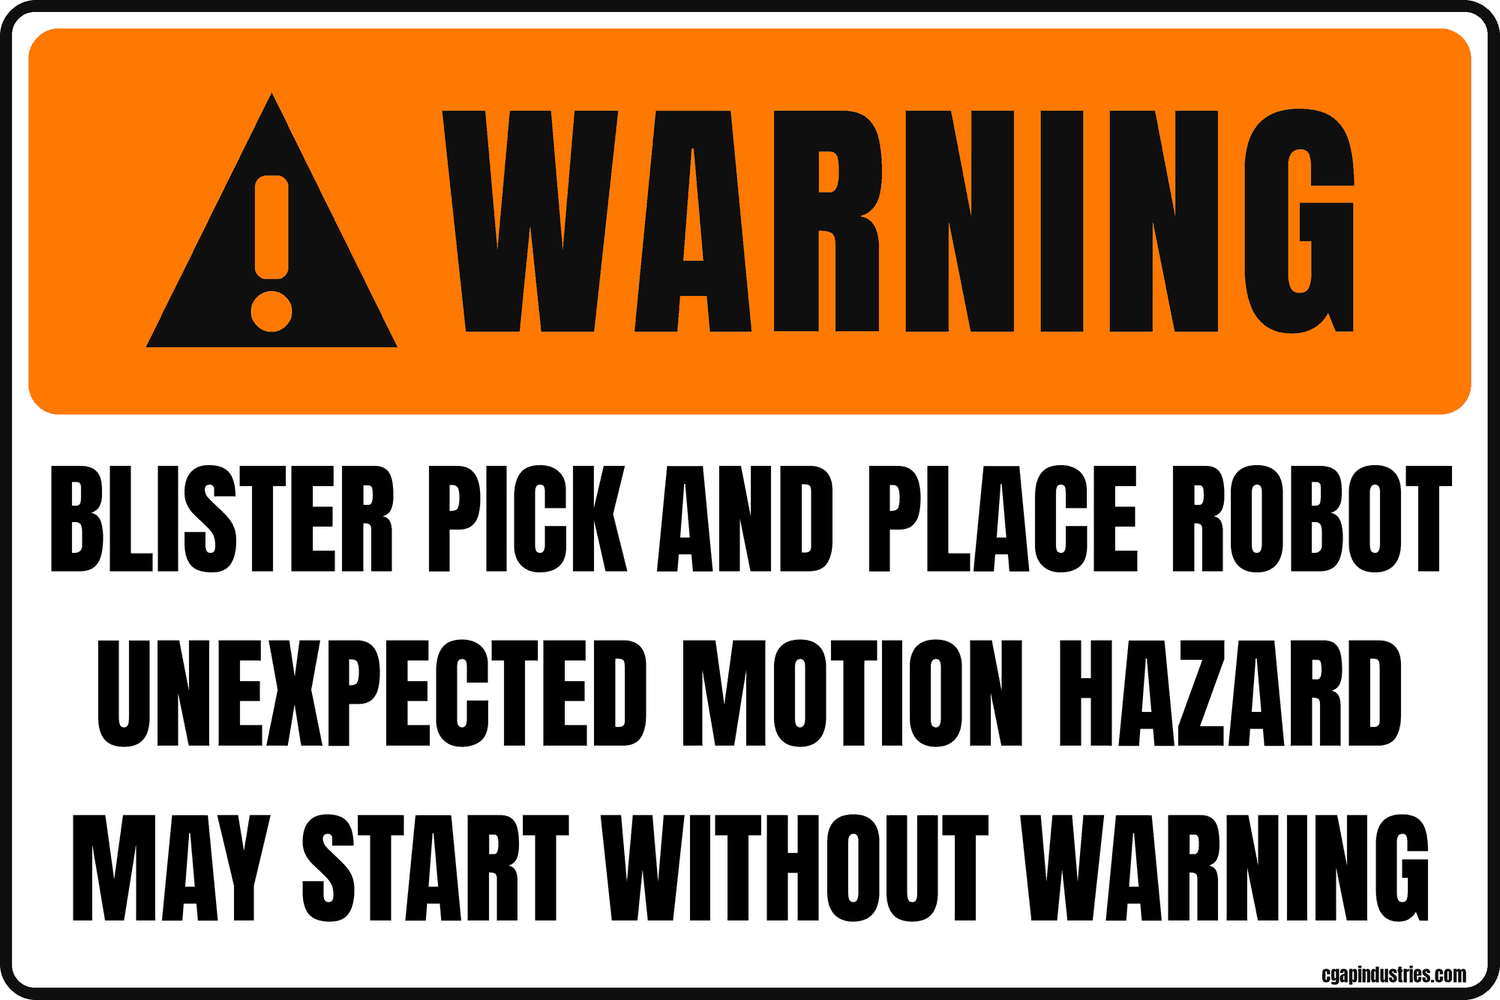 WARNING
BLISTER PICK AND PLACE ROBOT
UNEXPECTED MOTION HAZARD
MAY START WITHOUT WARNING
cgapindustries.com